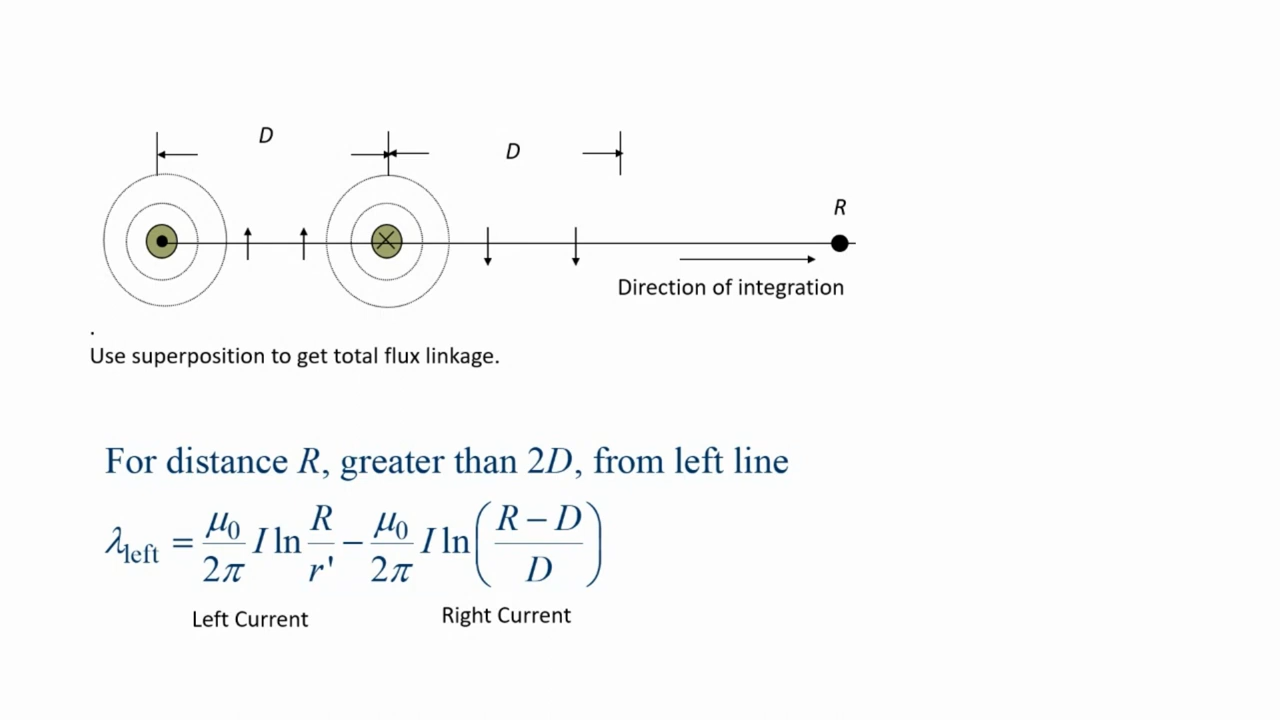 D
D
R
Direction of integration
.
Use superposition to get total flux linkage.
For distance R, greater than 2D, from left line
λ_left = μ₀/2π I ln R/r' − μ₀/2π I ln((R − D)/D)
Left Current
Right Current